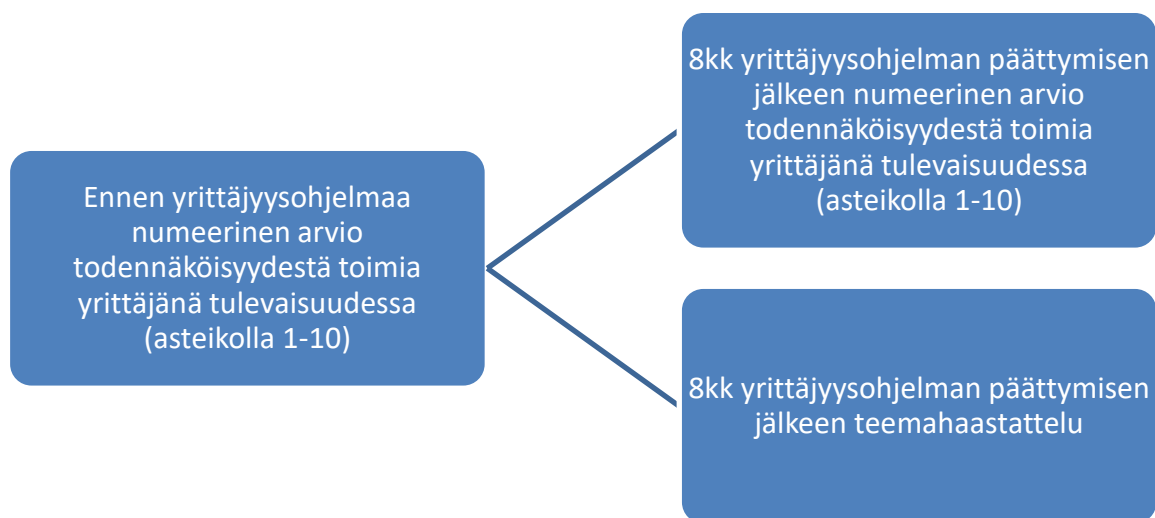 Ennen yrittäjyysohjelmaa
numeerinen arvio
todennäköisyydestä toimia
yrittäjänä tulevaisuudessa
(asteikolla 1-10)
8kk yrittäjyysohjelman päättymisen
jälkeen numeerinen arvio
todennäköisyydestä toimia
yrittäjänä tulevaisuudessa
(asteikolla 1-10)
8kk yrittäjyysohjelman päättymisen
jälkeen teemahaastattelu